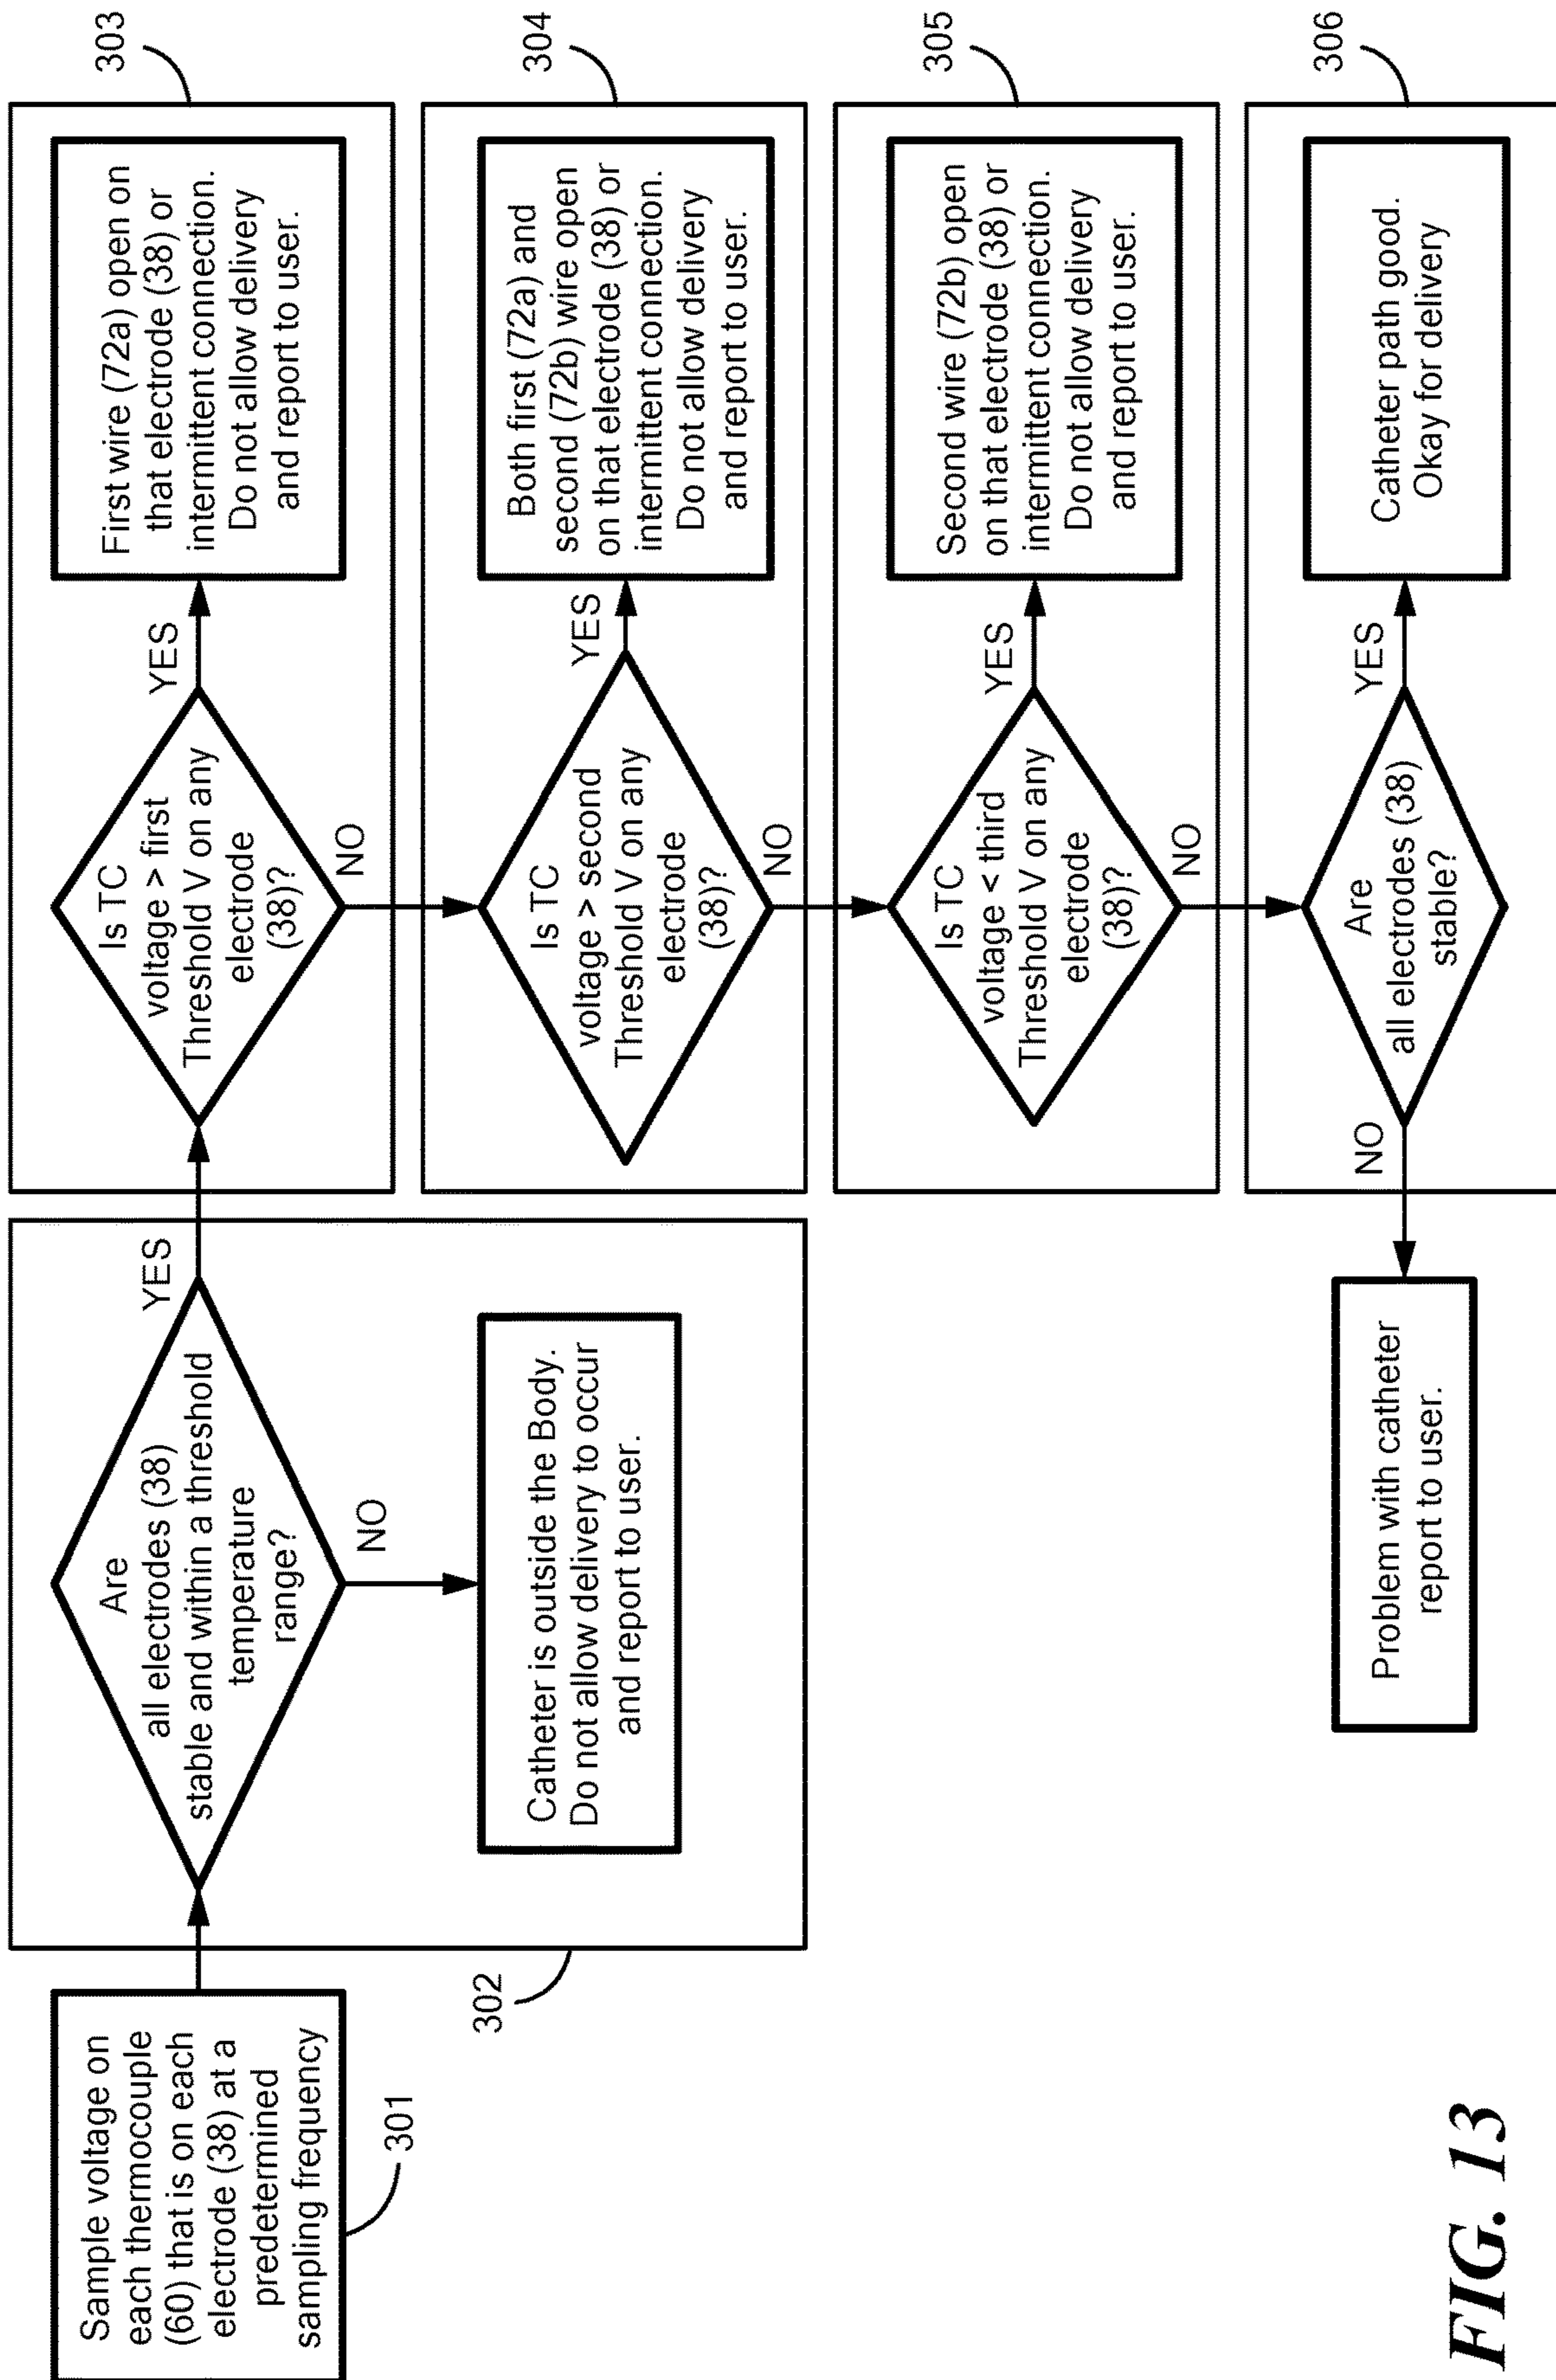 Sample voltage on
each thermocouple
(60) that is on each
electrode (38) at a
predetermined
sampling frequency
301
Are
all electrodes (38)
stable and within a threshold
temperature
range?
YES
NO
Catheter is outside the Body.
Do not allow delivery to occur
and report to user.
302
Is TC
voltage > first
Threshold V on any
electrode
(38)?
YES
NO
First wire (72a) open on
that electrode (38) or
intermittent connection.
Do not allow delivery
and report to user.
303
Is TC
voltage > second
Threshold V on any
electrode
(38)?
YES
NO
Both first (72a) and
second (72b) wire open
on that electrode (38) or
intermittent connection.
Do not allow delivery
and report to user.
304
Is TC
voltage < third
Threshold V on any
electrode
(38)?
YES
NO
Second wire (72b) open
on that electrode (38) or
intermittent connection.
Do not allow delivery
and report to user.
305
Are
all electrodes (38)
stable?
YES
NO
Catheter path good.
Okay for delivery
306
Problem with catheter
report to user.
FIG. 13